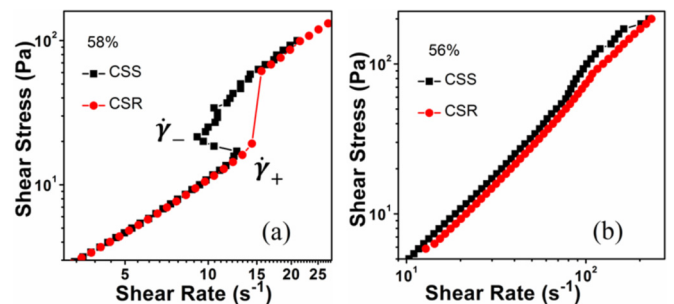 58%
CSS
CSR
γ̇₋
γ̇₊
(a)
10²
10¹
Shear Stress (Pa)
5 10 15 20 25
Shear Rate (s⁻¹)
56%
CSS
CSR
(b)
10²
10¹
Shear Stress (Pa)
10¹ 10²
Shear Rate (s⁻¹)